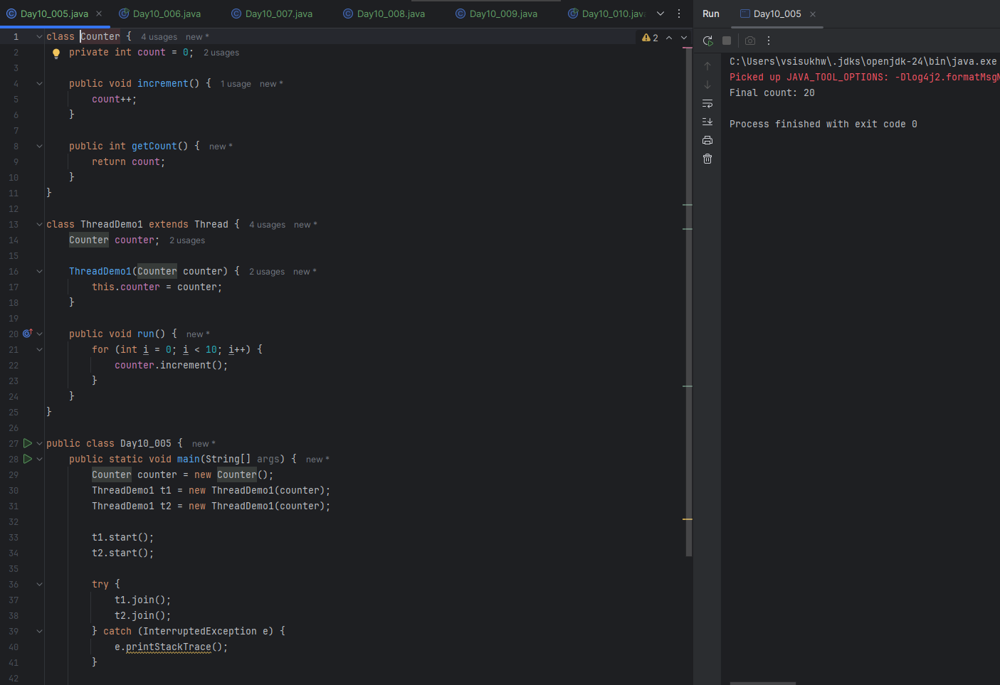 Day10_005.java
Day10_006.java
Day10_007.java
Day10_008.java
Day10_009.java
Day10_010.java
Run
Day10_005
2
1 class Counter { 4 usages new *
2 private int count = 0; 2 usages
3
4 public void increment() { 1 usage new *
5 count++;
6 }
7
8 public int getCount() { new *
9 return count;
10 }
11 }
12
13 class ThreadDemo1 extends Thread { 4 usages new *
14 Counter counter; 2 usages
15
16 ThreadDemo1(Counter counter) { 2 usages new *
17 this.counter = counter;
18 }
19
20 public void run() { new *
21 for (int i = 0; i < 10; i++) {
22 counter.increment();
23 }
24 }
25 }
26
27 public class Day10_005 { new *
28 public static void main(String[] args) { new *
29 Counter counter = new Counter();
30 ThreadDemo1 t1 = new ThreadDemo1(counter);
31 ThreadDemo1 t2 = new ThreadDemo1(counter);
32
33 t1.start();
34 t2.start();
35
36 try {
37 t1.join();
38 t2.join();
39 } catch (InterruptedException e) {
40 e.printStackTrace();
41 }
42
C:\Users\vsisukhw\.jdks\openjdk-24\bin\java.exe
Picked up JAVA_TOOL_OPTIONS: -Dlog4j2.formatMsgN
Final count: 20
Process finished with exit code 0